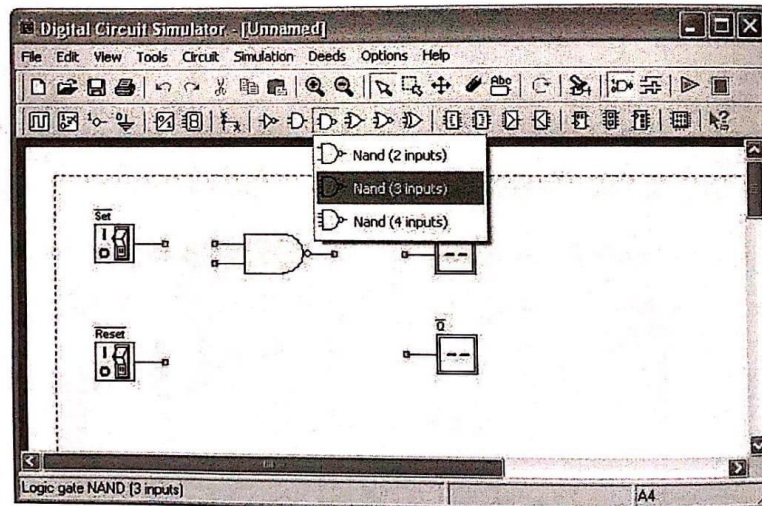 Digital Circuit Simulator - [Unnamed]
File Edit View Tools Circuit Simulation Deeds Options Help
Abc
Nand (2 inputs)
Nand (3 inputs)
Nand (4 inputs)
Set
I
O
--
Reset
I
O
Q
--
Logic gate NAND (3 inputs)
A4